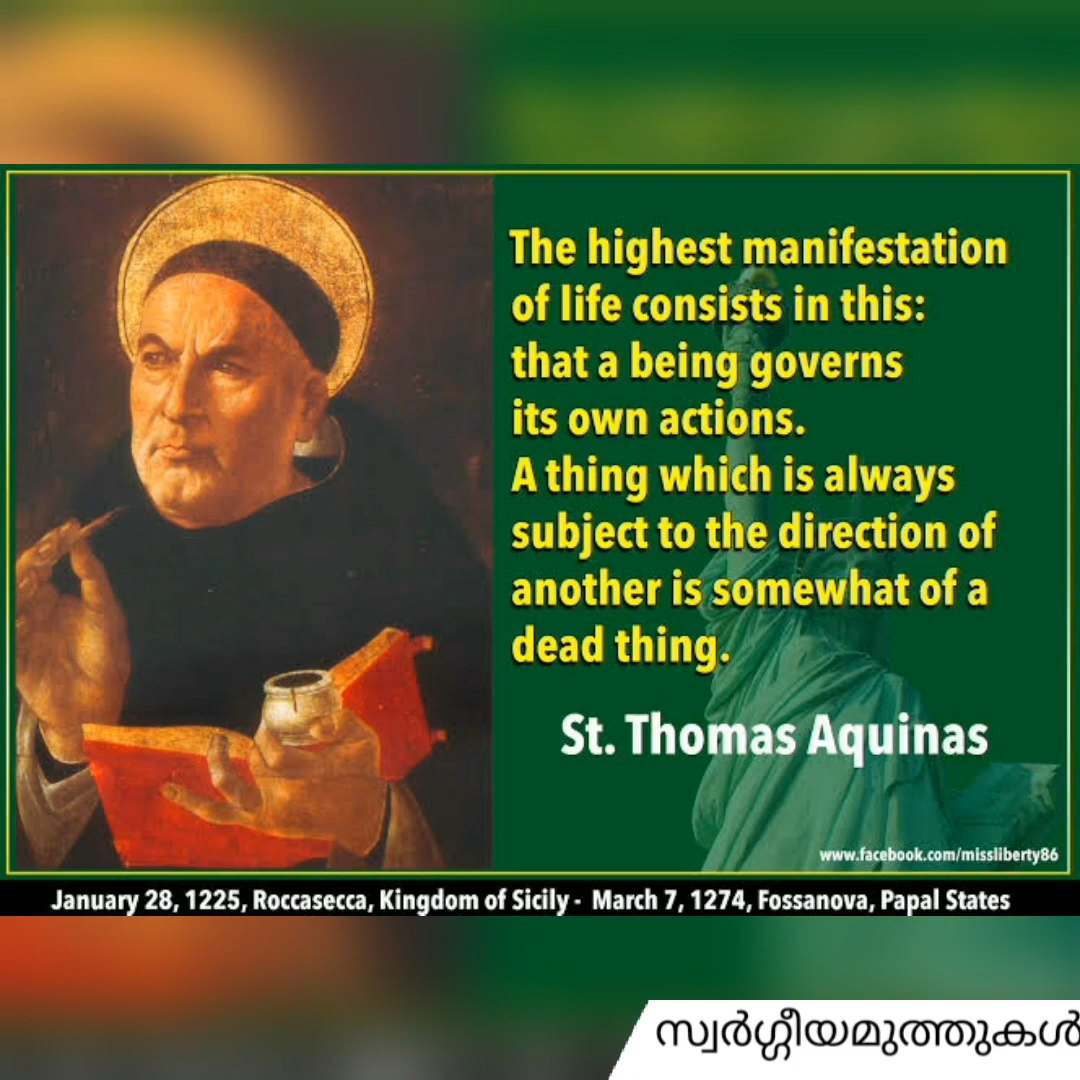 The highest manifestation
of life consists in this:
that a being governs
its own actions.
A thing which is always
subject to the direction of
another is somewhat of a
dead thing.
St. Thomas Aquinas
www.facebook.com/missliberty86
January 28, 1225, Roccasecca, Kingdom of Sicily - March 7, 1274, Fossanova, Papal States
സ്വർഗ്ഗീയമുത്തുകൾ